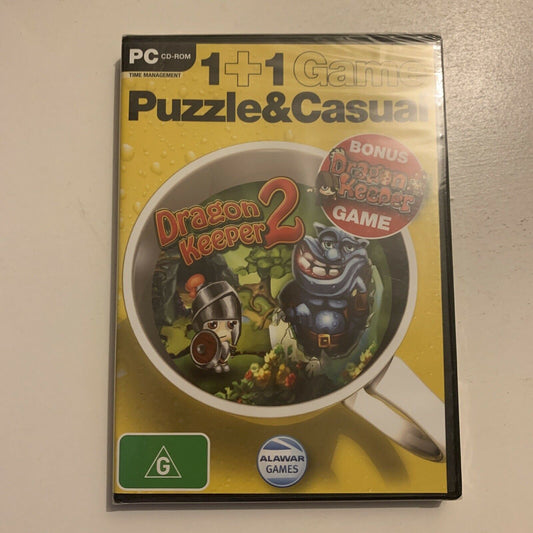 PC CD-ROM
TIME MANAGEMENT
1+1 Game
Puzzle&Casual
BONUS
Dragon
Keeper
GAME
Dragon
Keeper 2
G
ALAWAR
GAMES